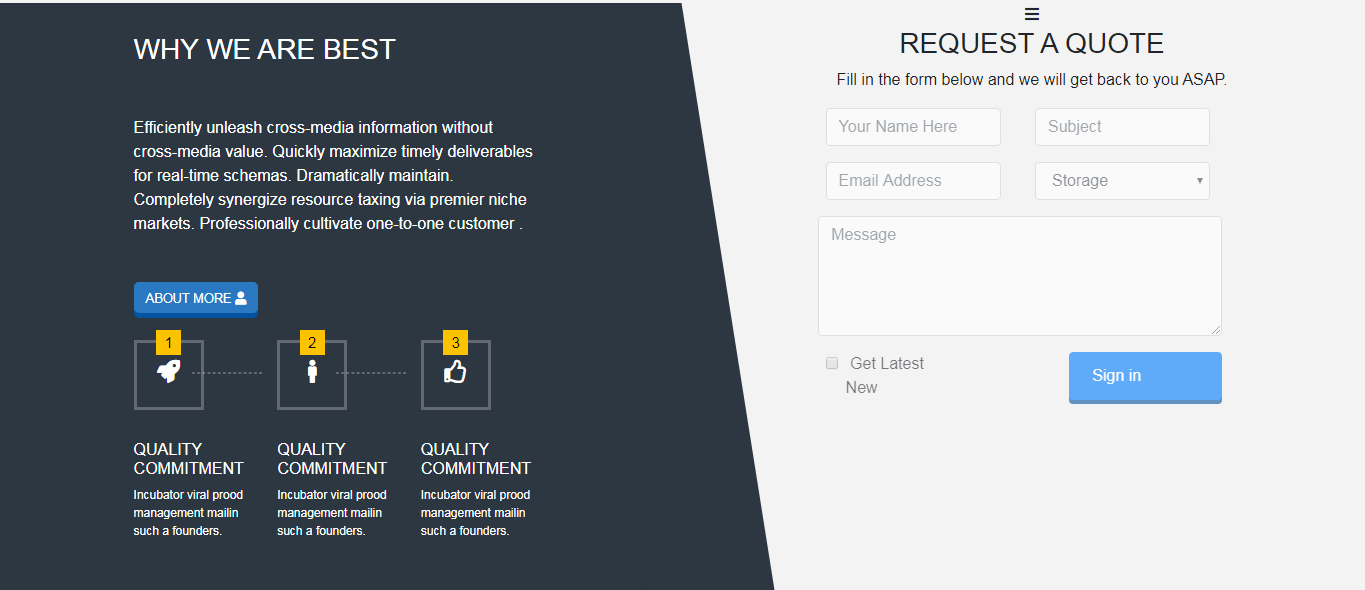 WHY WE ARE BEST
Efficiently unleash cross-media information without
cross-media value. Quickly maximize timely deliverables
for real-time schemas. Dramatically maintain.
Completely synergize resource taxing via premier niche
markets. Professionally cultivate one-to-one customer .
ABOUT MORE
1
2
3
QUALITY
COMMITMENT
Incubator viral prood
management mailin
such a founders.
QUALITY
COMMITMENT
Incubator viral prood
management mailin
such a founders.
QUALITY
COMMITMENT
Incubator viral prood
management mailin
such a founders.
REQUEST A QUOTE
Fill in the form below and we will get back to you ASAP.
Your Name Here
Subject
Email Address
Storage
Message
Get Latest
New
Sign in